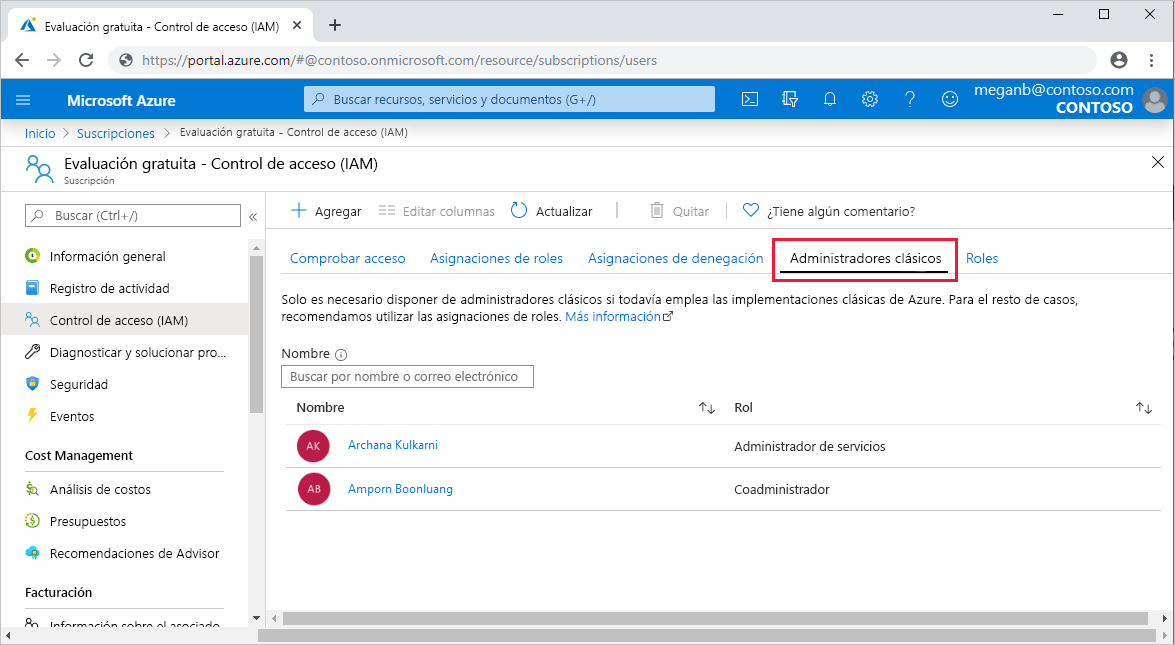 Evaluación gratuita - Control de acceso (IAM)
https://portal.azure.com/#@contoso.onmicrosoft.com/resource/subscriptions/users
Microsoft Azure
Buscar recursos, servicios y documentos (G+/)
meganb@contoso.com
CONTOSO
Inicio > Suscripciones > Evaluación gratuita - Control de acceso (IAM)
Evaluación gratuita - Control de acceso (IAM)
Suscripción
Buscar (Ctrl+/)
«
Información general
Registro de actividad
Control de acceso (IAM)
Diagnosticar y solucionar pro...
Seguridad
Eventos
Cost Management
Análisis de costos
Presupuestos
Recomendaciones de Advisor
Facturación
Información sobre el asociado
Agregar Editar columnas Actualizar Quitar ¿Tiene algún comentario?
Comprobar acceso Asignaciones de roles Asignaciones de denegación Administradores clásicos Roles
Solo es necesario disponer de administradores clásicos si todavía emplea las implementaciones clásicas de Azure. Para el resto de casos,
recomendamos utilizar las asignaciones de roles. Más información
Nombre
Buscar por nombre o correo electrónico
Nombre Rol
AK Archana Kulkarni Administrador de servicios
AB Amporn Boonluang Coadministrador